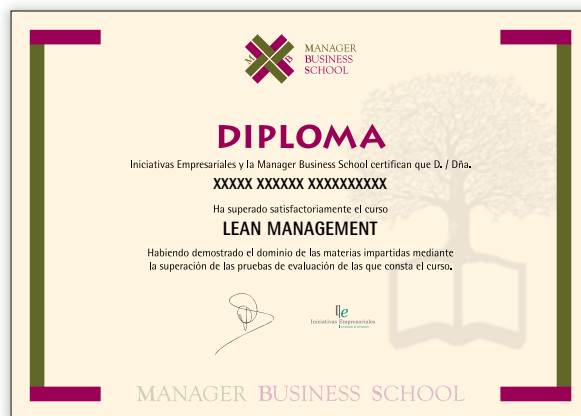 M B
MANAGER
BUSINESS
SCHOOL
DIPLOMA
Iniciativas Empresariales y la Manager Business School certifican que D. / Dña.
XXXXX XXXXXX XXXXXXXXXX
Ha superado satisfactoriamente el curso
LEAN MANAGEMENT
Habiendo demostrado el dominio de las materias impartidas mediante
la superación de las pruebas de evaluación de las que consta el curso.
Iniciativas Empresariales
MANAGER BUSINESS SCHOOL